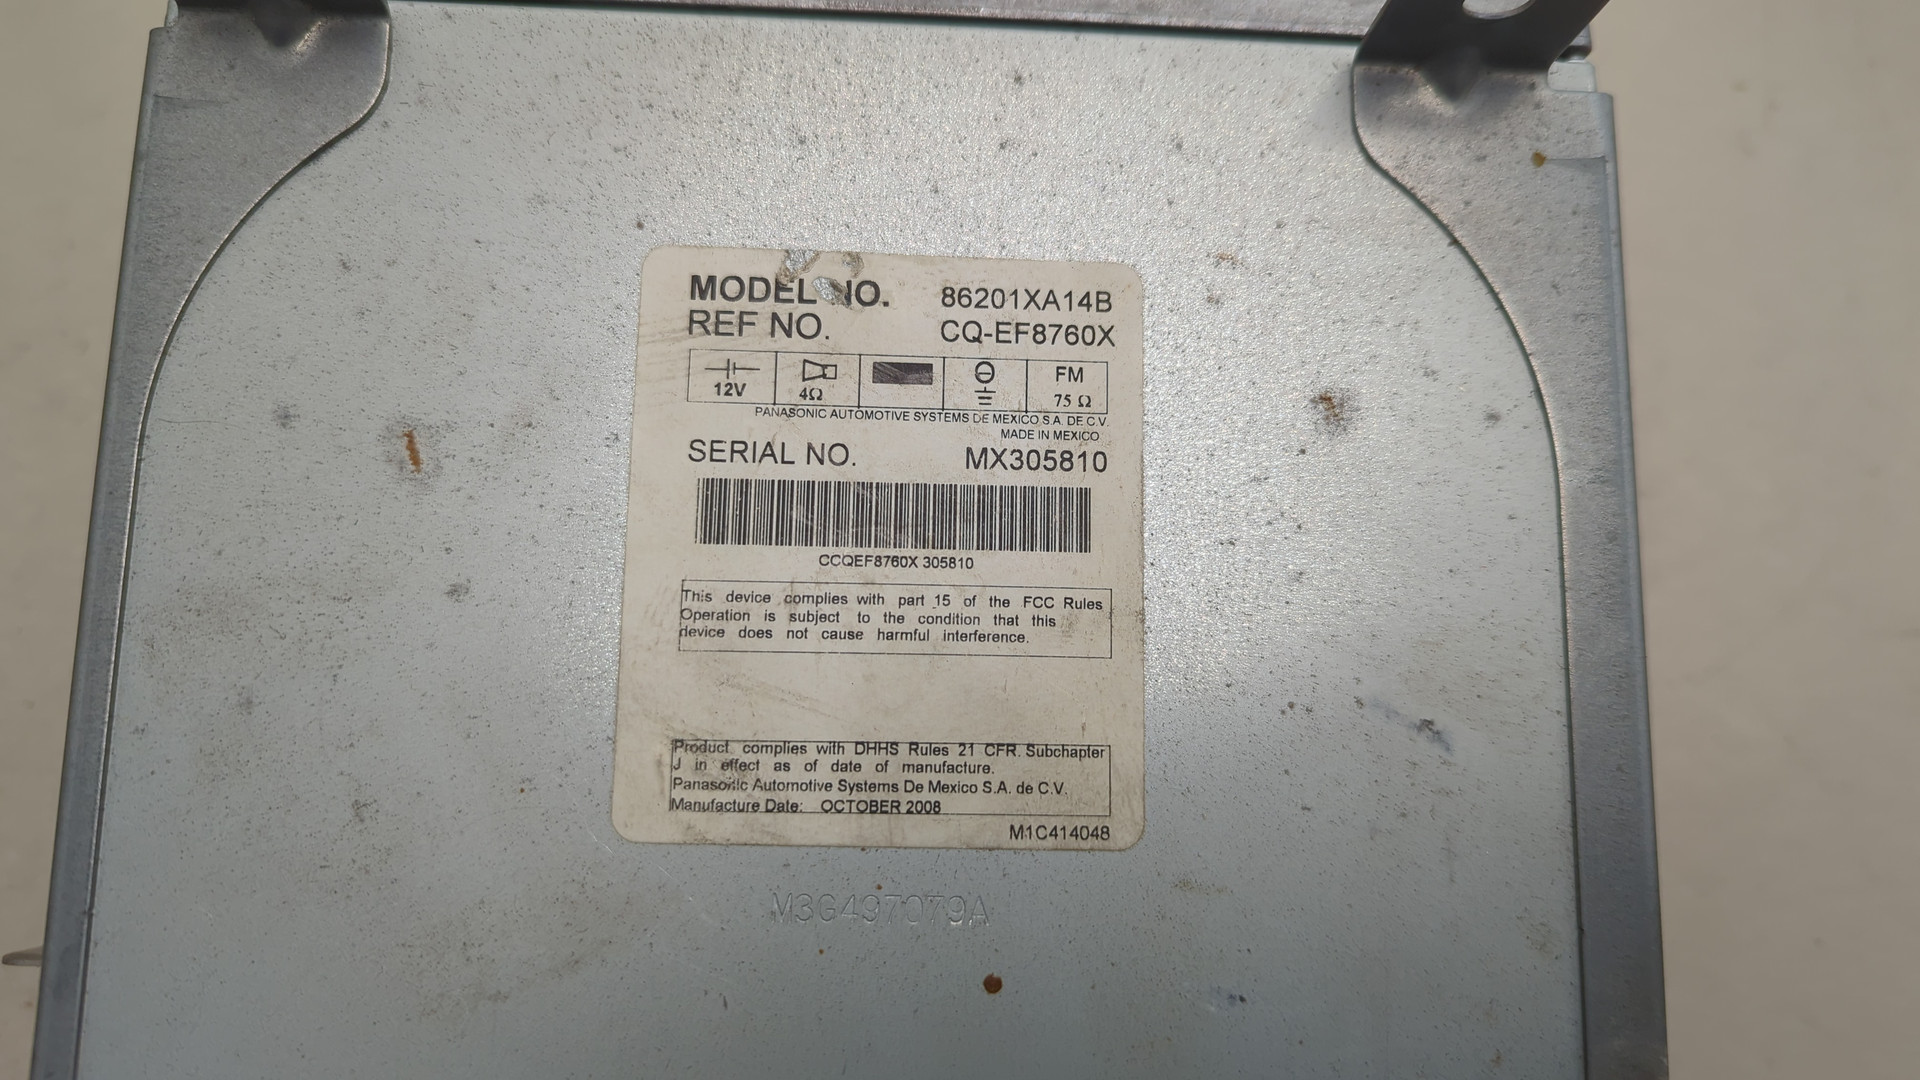 MODEL NO. 86201XA14B
REF NO. CQ-EF8760X
12V 4Ω FM 75 Ω
PANASONIC AUTOMOTIVE SYSTEMS DE MEXICO S.A. DE C.V.
MADE IN MEXICO
SERIAL NO. MX305810
CCQEF8760X 305810
This device complies with part 15 of the FCC Rules
Operation is subject to the condition that this
device does not cause harmful interference.
Product complies with DHHS Rules 21 CFR. Subchapter
J in effect as of date of manufacture.
Panasonic Automotive Systems De Mexico S.A. de C.V.
Manufacture Date: OCTOBER 2008
M1C414048
M3G497079A